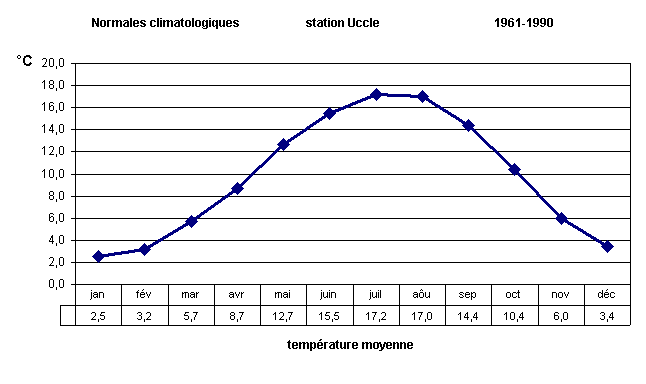 Normales climatologiques station Uccle 1961-1990
°C
20,0
18,0
16,0
14,0
12,0
10,0
8,0
6,0
4,0
2,0
0,0
jan fév mar avr mai juin juil aôu sep oct nov déc
2,5 3,2 5,7 8,7 12,7 15,5 17,2 17,0 14,4 10,4 6,0 3,4
température moyenne